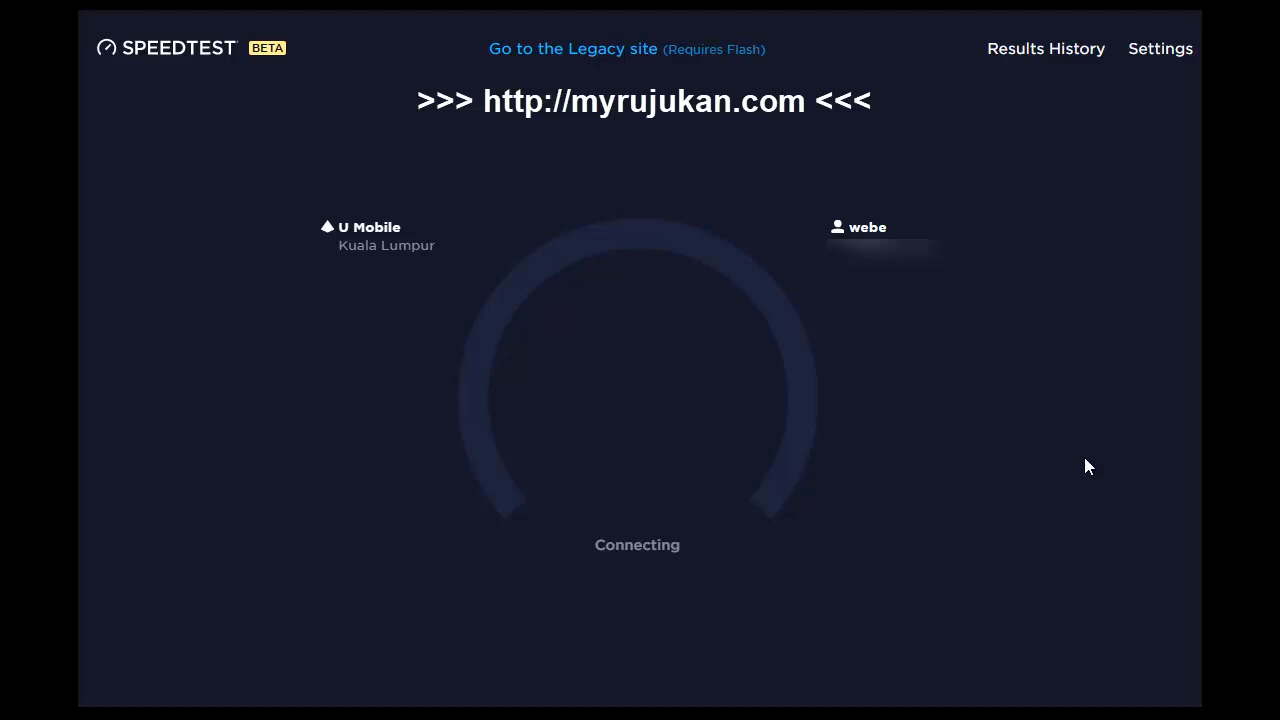 SPEEDTEST BETA
Go to the Legacy site (Requires Flash)
Results History
Settings
>>> http://myrujukan.com <<<
U Mobile
Kuala Lumpur
webe
Connecting